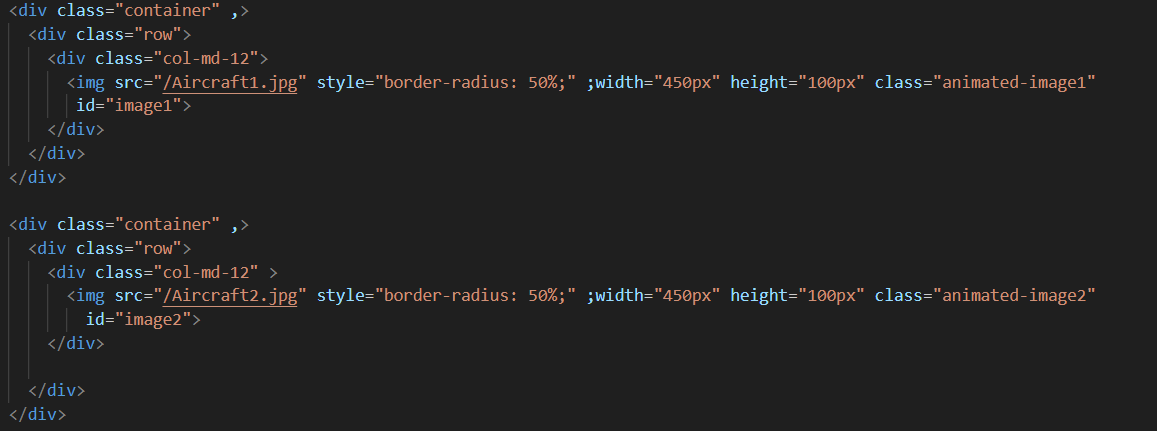 <div class="container" ,>
<div class="row">
<div class="col-md-12">
<img src="/Aircraft1.jpg" style="border-radius: 50%;" ;width="450px" height="100px" class="animated-image1"
id="image1">
</div>
</div>
</div>
<div class="container" ,>
<div class="row">
<div class="col-md-12" >
<img src="/Aircraft2.jpg" style="border-radius: 50%;" ;width="450px" height="100px" class="animated-image2"
id="image2">
</div>
</div>
</div>